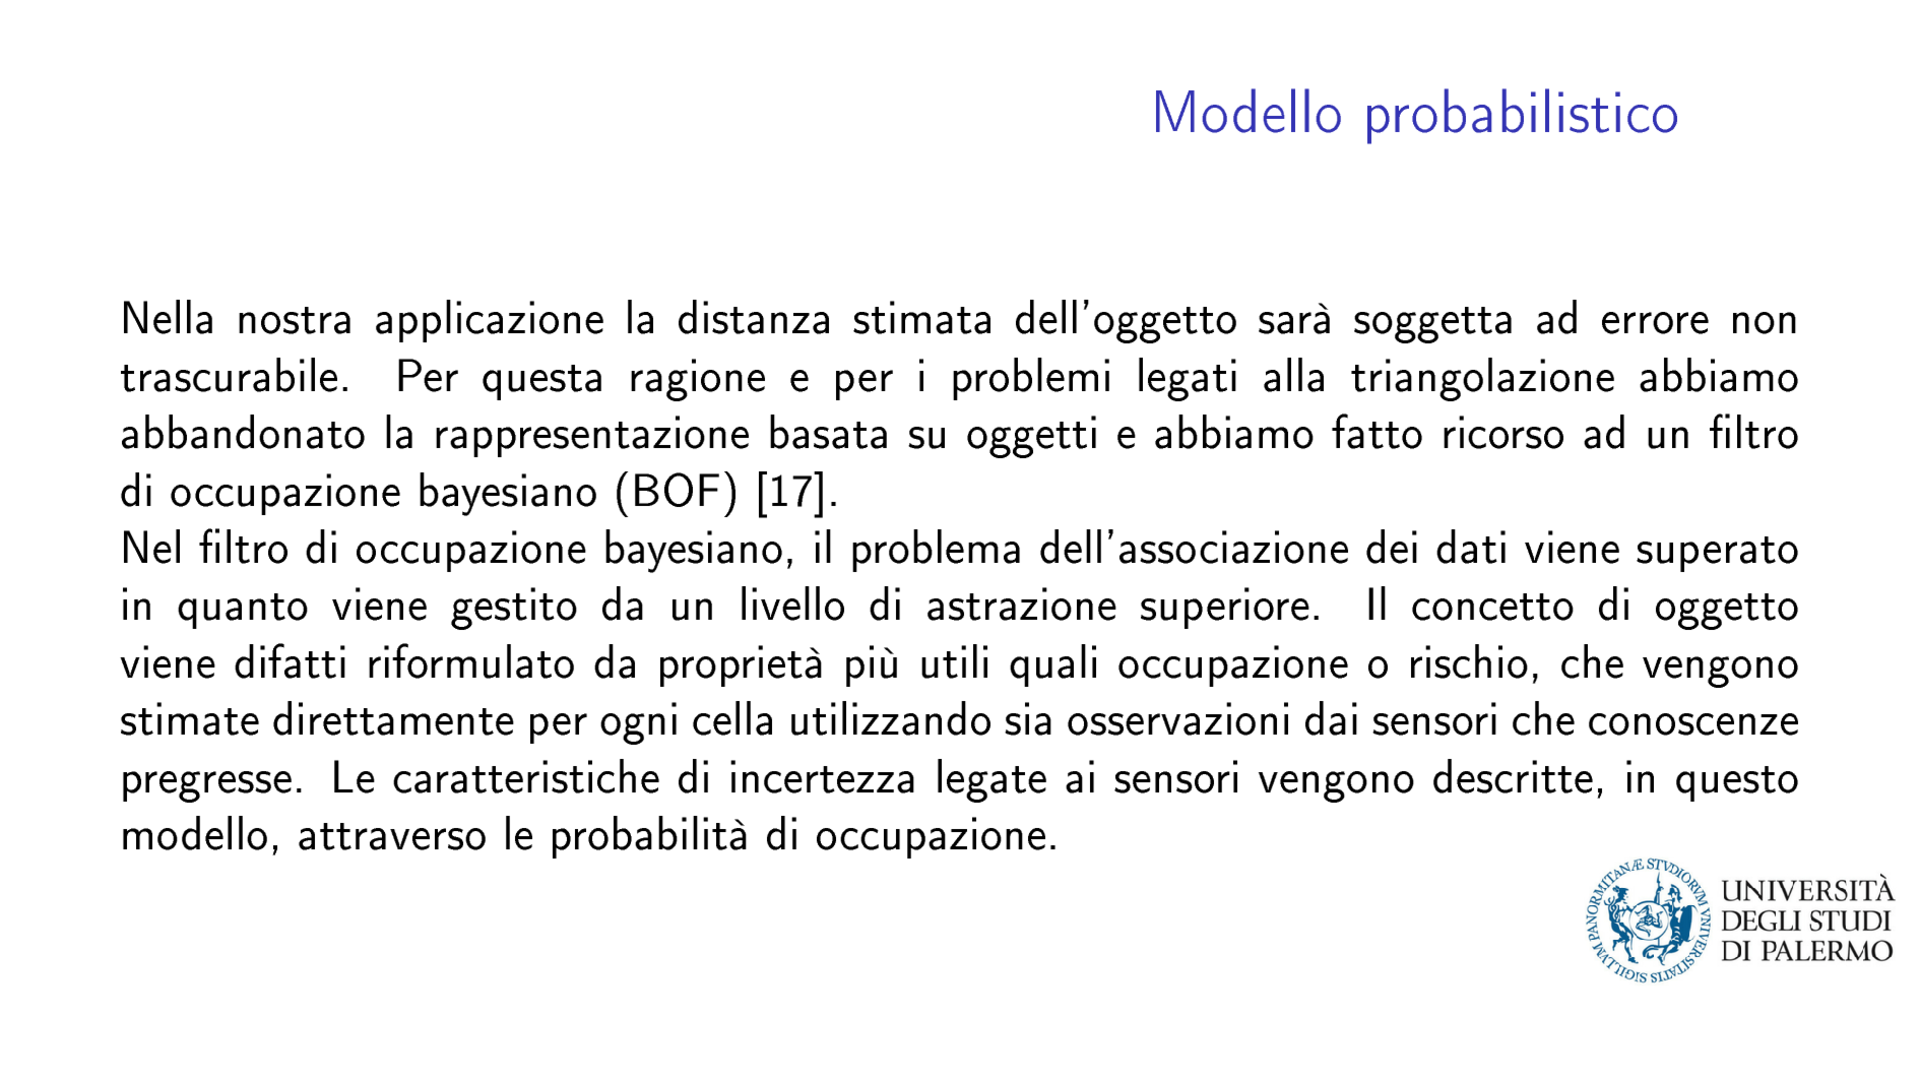 Modello probabilistico
Nella nostra applicazione la distanza stimata dell'oggetto sarà soggetta ad errore non
trascurabile. Per questa ragione e per i problemi legati alla triangolazione abbiamo
abbandonato la rappresentazione basata su oggetti e abbiamo fatto ricorso ad un filtro
di occupazione bayesiano (BOF) [17].
Nel filtro di occupazione bayesiano, il problema dell'associazione dei dati viene superato
in quanto viene gestito da un livello di astrazione superiore. Il concetto di oggetto
viene difatti riformulato da proprietà più utili quali occupazione o rischio, che vengono
stimate direttamente per ogni cella utilizzando sia osservazioni dai sensori che conoscenze
pregresse. Le caratteristiche di incertezza legate ai sensori vengono descritte, in questo
modello, attraverso le probabilità di occupazione.
SIGILLVM PANORMITANÆ STVDIORVM VNIVERSITATIS
UNIVERSITÀ
DEGLI STUDI
DI PALERMO